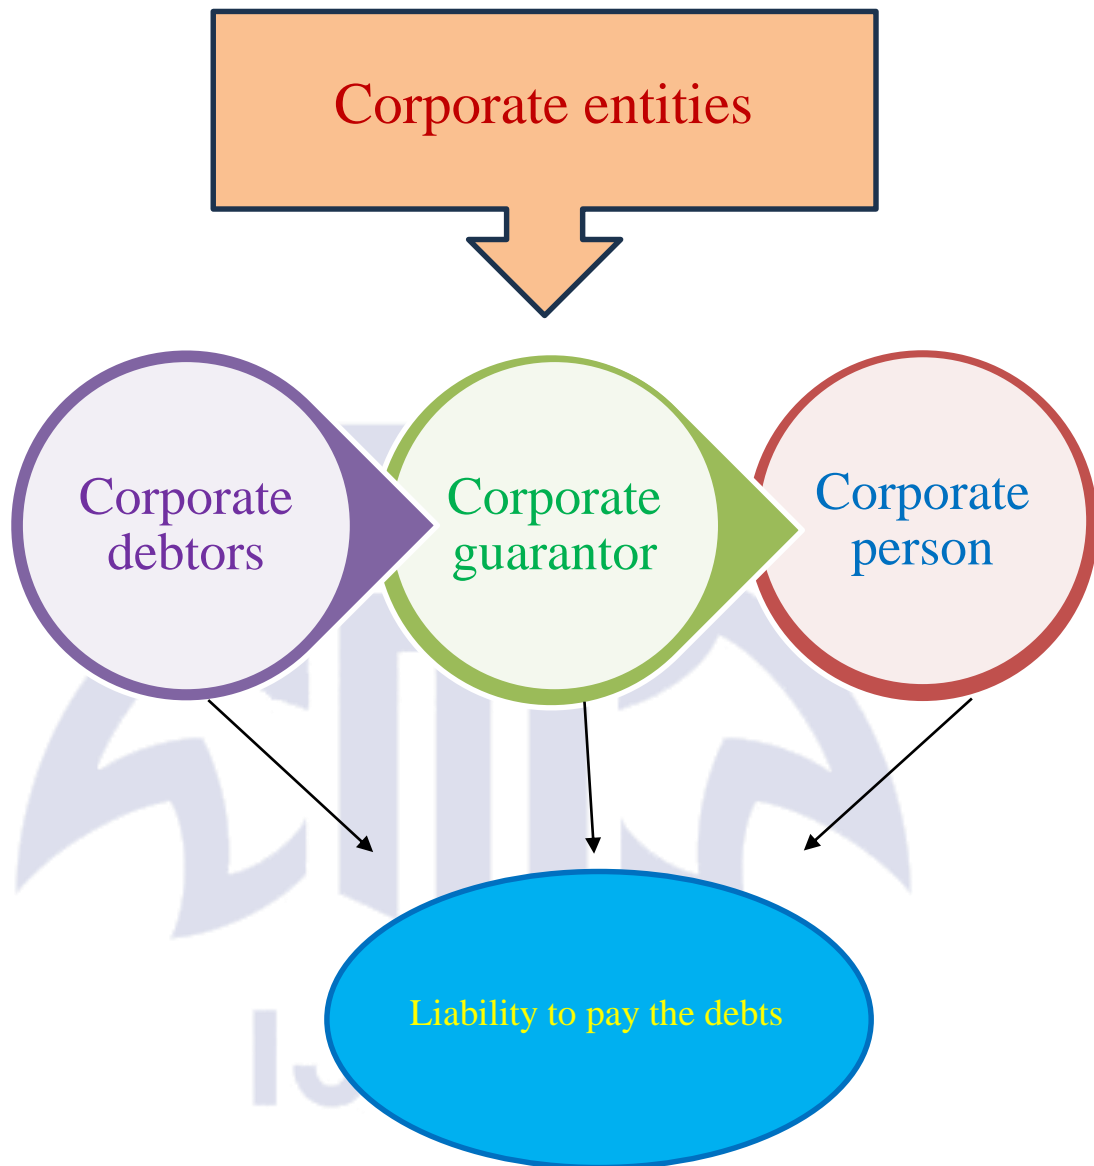 Corporate entities
Corporate
debtors
Corporate
guarantor
Corporate
person
Liability to pay the debts